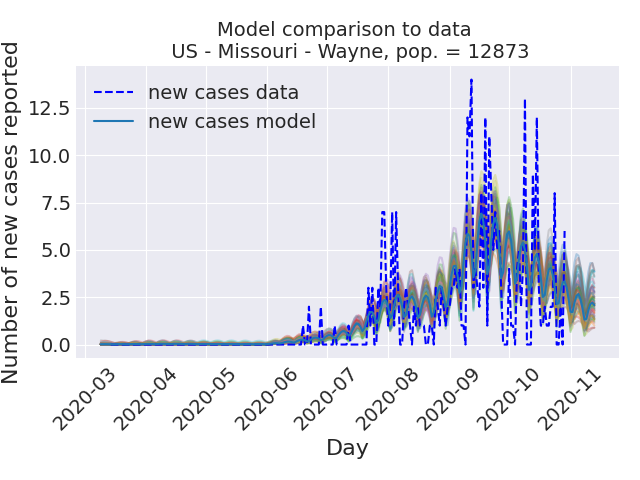 Model comparison to data
US - Missouri - Wayne, pop. = 12873
Number of new cases reported
new cases data
new cases model
12.5
10.0
7.5
5.0
2.5
0.0
2020-03
2020-04
2020-05
2020-06
2020-07
2020-08
2020-09
2020-10
2020-11
Day